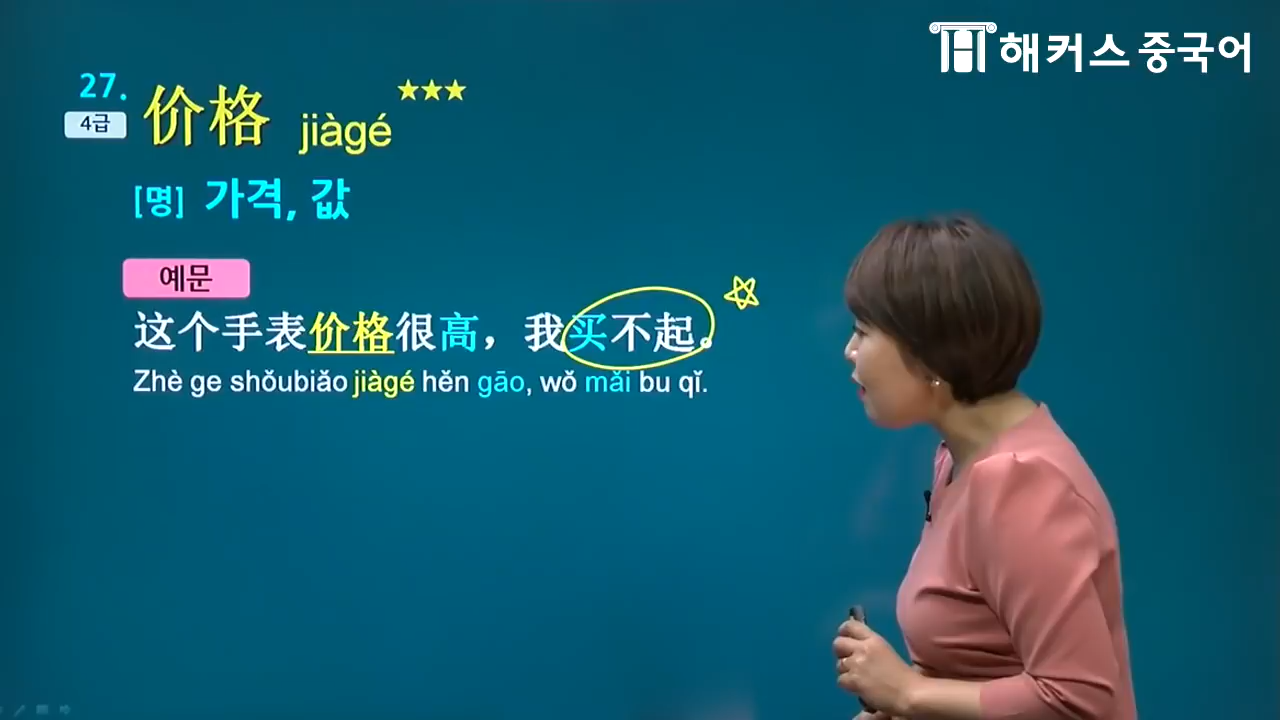 해커스 중국어
27.
4급
价格 jiàgé ★★★
[명] 가격, 값
예문
这个手表价格很高，我买不起。
Zhè ge shǒubiǎo jiàgé hěn gāo, wǒ mǎi bu qǐ.